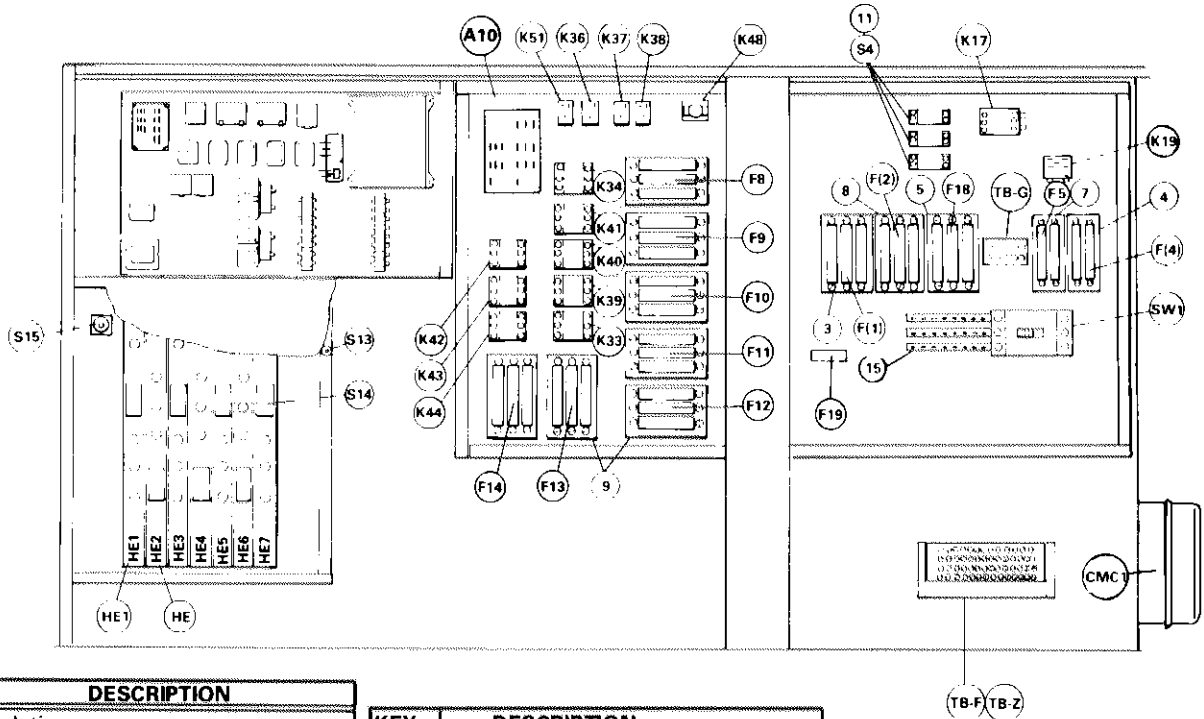 11
A10 K51 K36 K37 K38 K48 S4 K17
K19
K34 F8 8 F(2) 5 F18 TB-G F5 7 4
K41 F9 F(4)
K40
K39 F10
S15 S13 K42 K33 3 F(1) SW1
K43 F11 15
S14 K44 F12 F19
F14 F13 9
HE1 HE2 HE3 HE4 HE5 HE6 HE7
CMC1
HE1 HE
TB-F TB-Z
DESCRIPTION
KEY DESCRIPTION